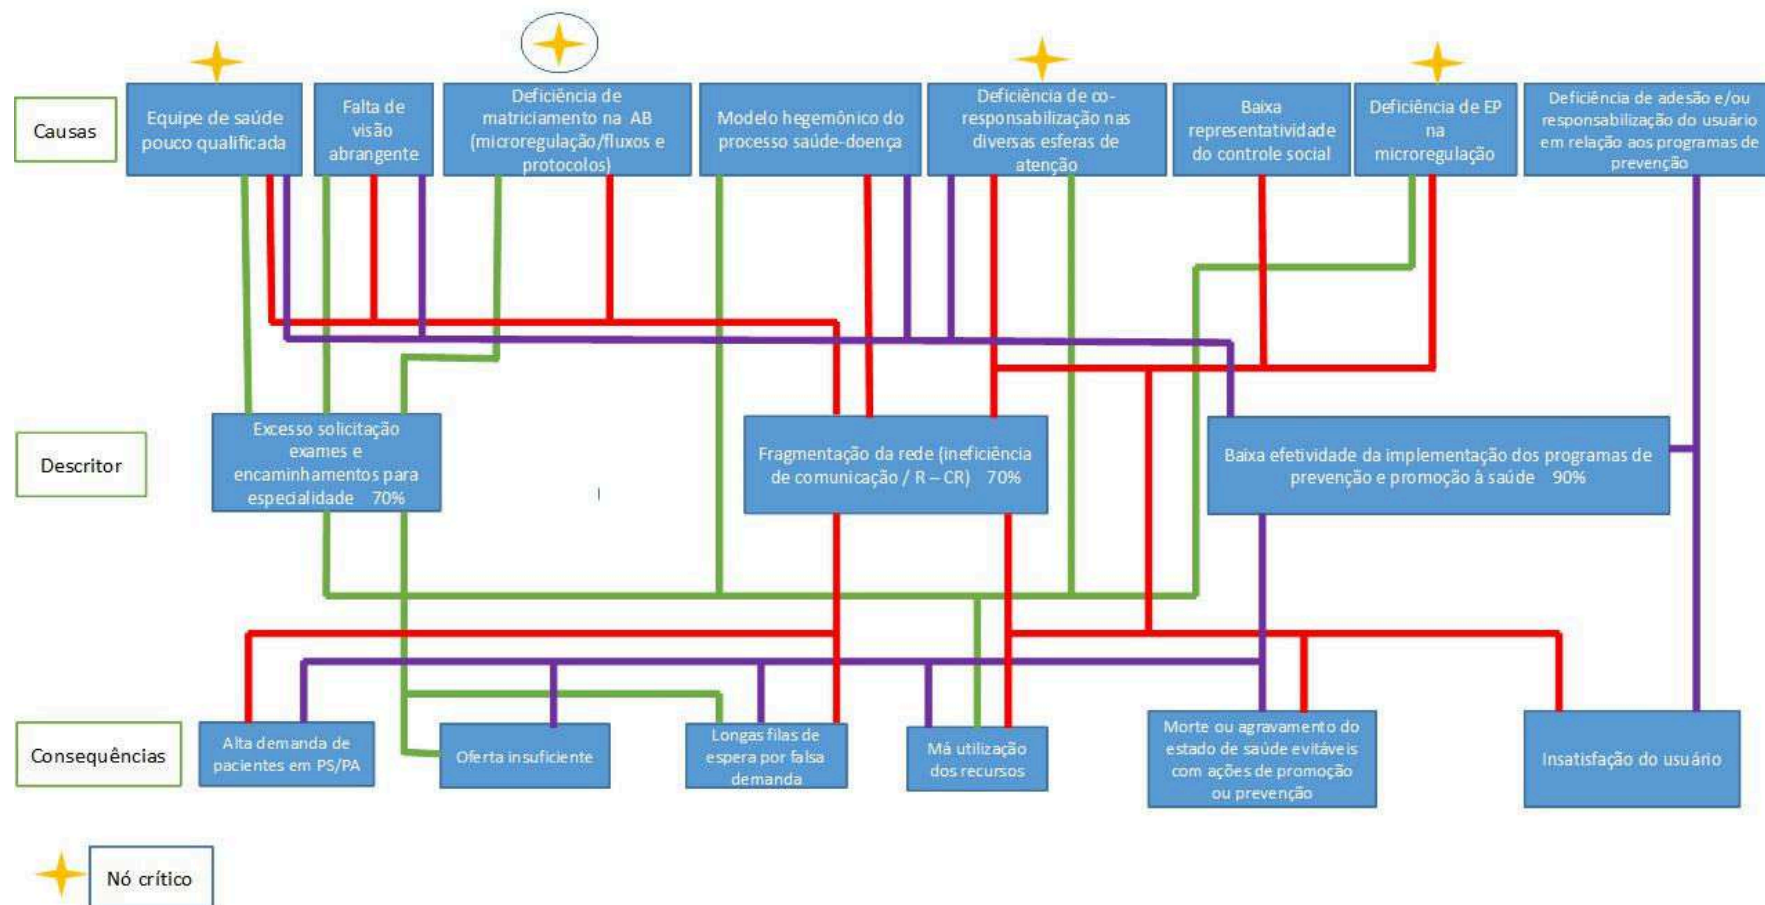 Causas
Equipe de saúde
pouco qualificada
Falta de
visão
abrangente
Deficiência de
matriciamento na AB
(microregulação/fluxos e
protocolos)
Modelo hegemônico do
processo saúde-doença
Deficiência de co-
responsabilização nas
diversas esferas de
atenção
Baixa
representatividade
do controle social
Deficiência de EP
na
microregulação
Deficiência de adesão e/ou
responsabilização do usuário
em relação aos programas de
prevenção
Descritor
Excesso solicitação
exames e
encaminhamentos para
especialidade 70%
Fragmentação da rede (ineficiência
de comunicação / R – CR) 70%
Baixa efetividade da implementação dos programas de
prevenção e promoção à saúde 90%
Consequências
Alta demanda de
pacientes em PS/PA
Oferta insuficiente
Longas filas de
espera por falsa
demanda
Má utilização
dos recursos
Morte ou agravamento do
estado de saúde evitáveis
com ações de promoção
ou prevenção
Insatisfação do usuário
Nó crítico